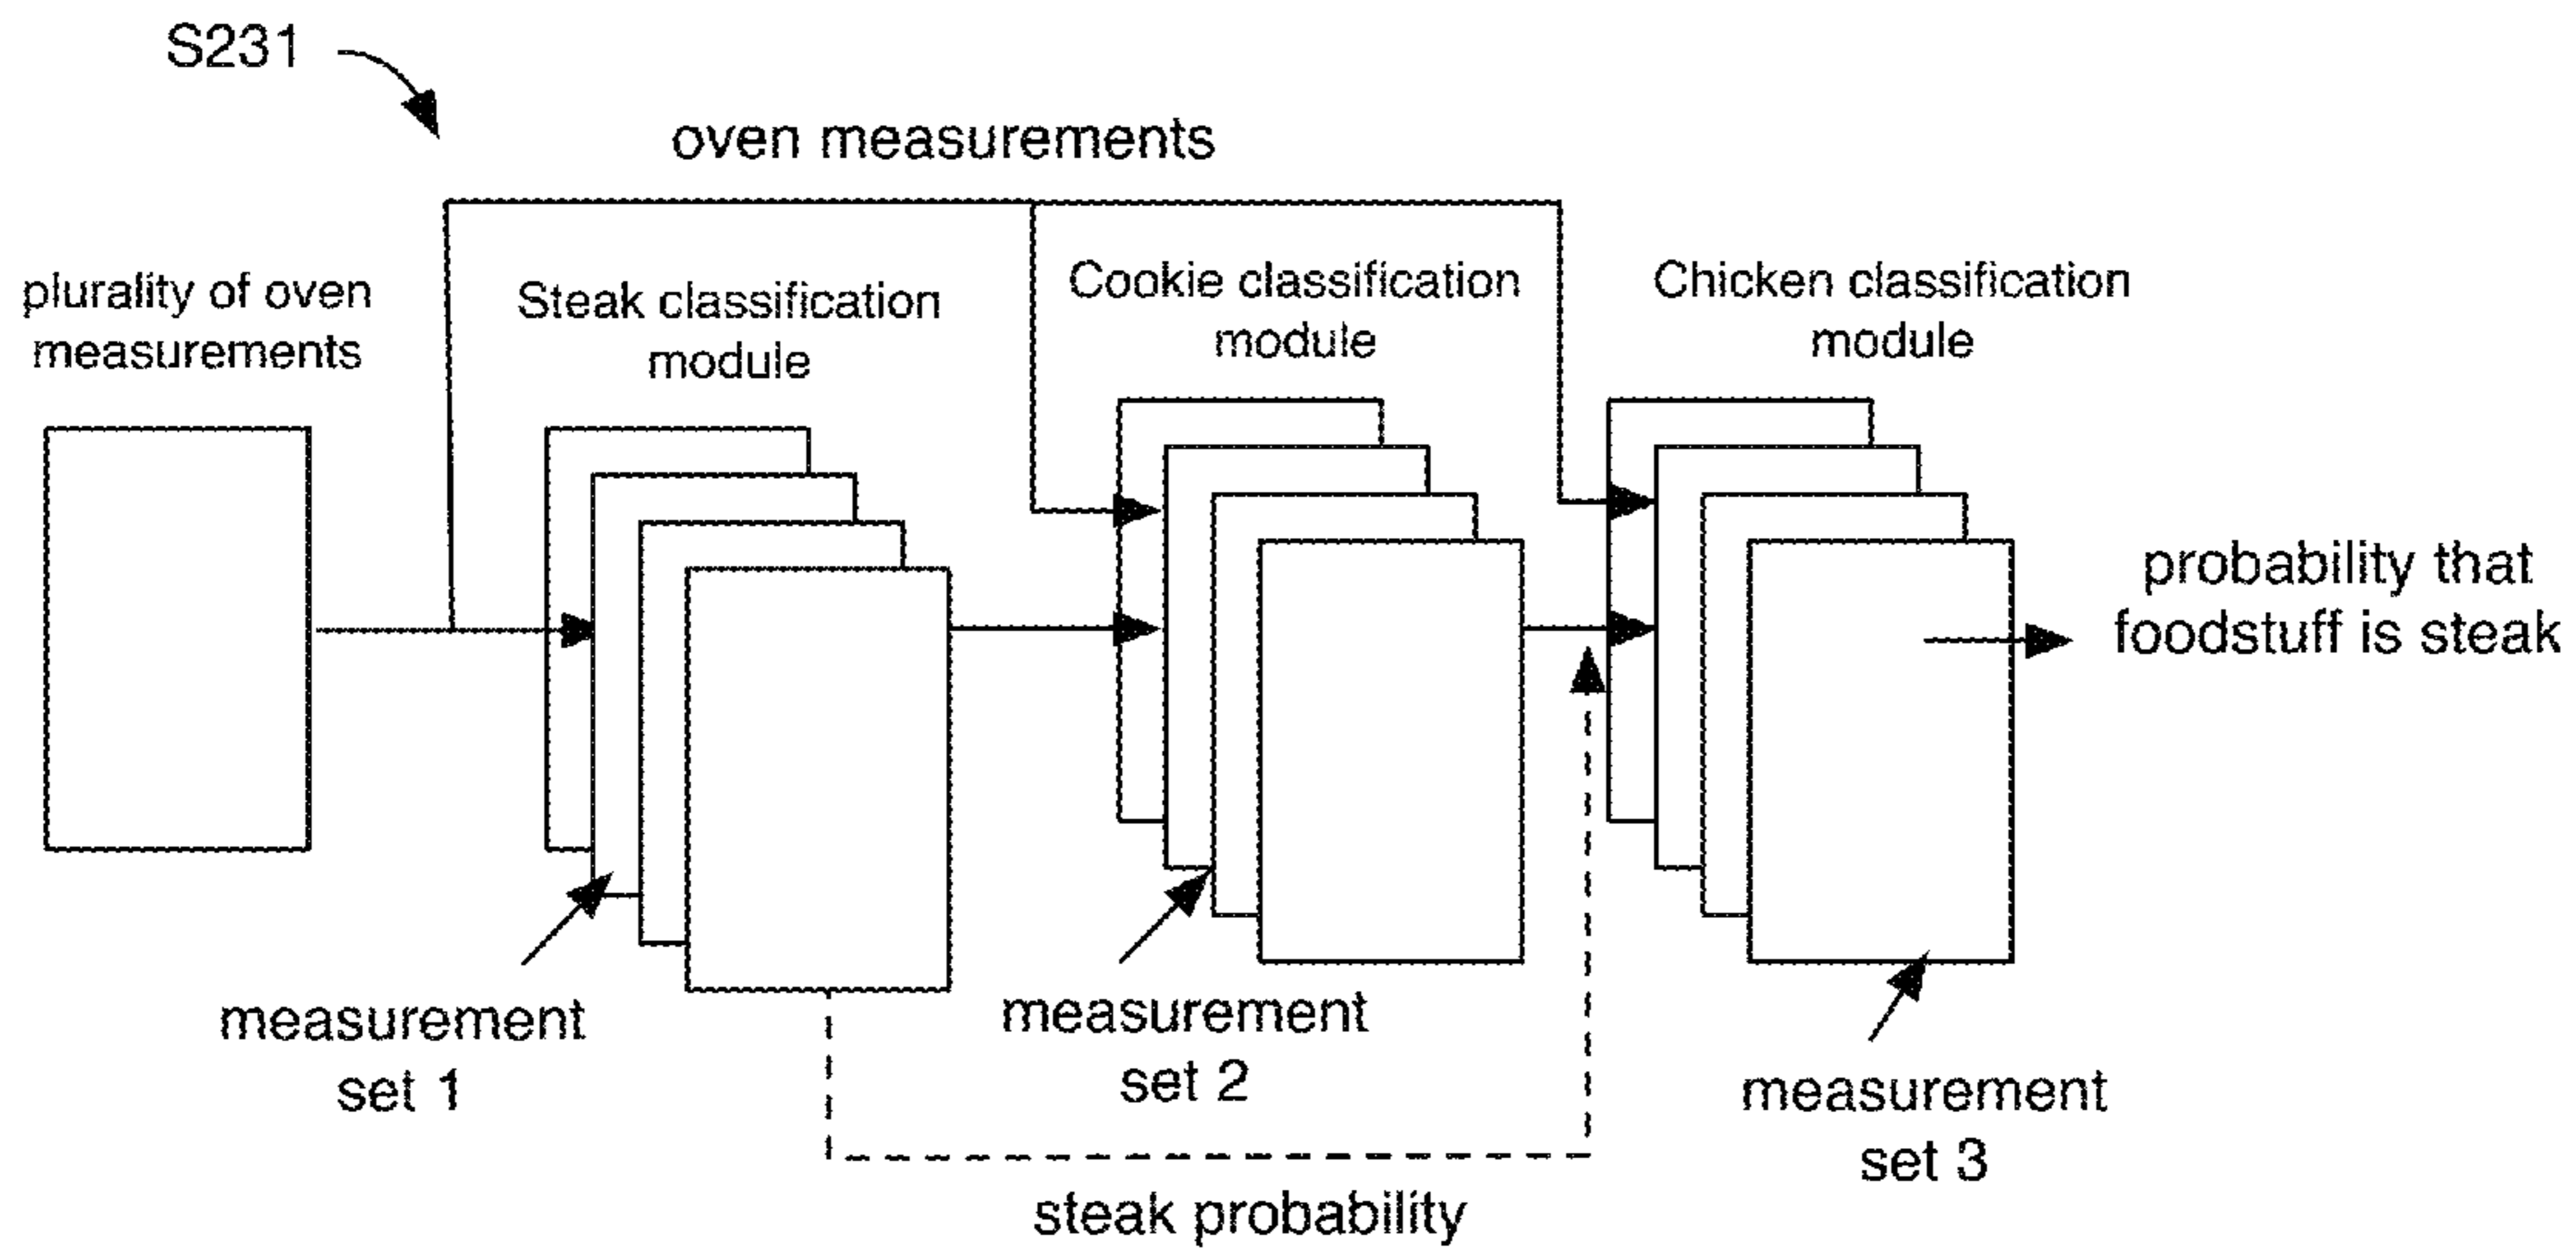 S231
oven measurements
plurality of oven
measurements
Steak classification
module
Cookie classification
module
Chicken classification
module
probability that
foodstuff is steak
measurement
set 1
measurement
set 2
measurement
set 3
steak probability